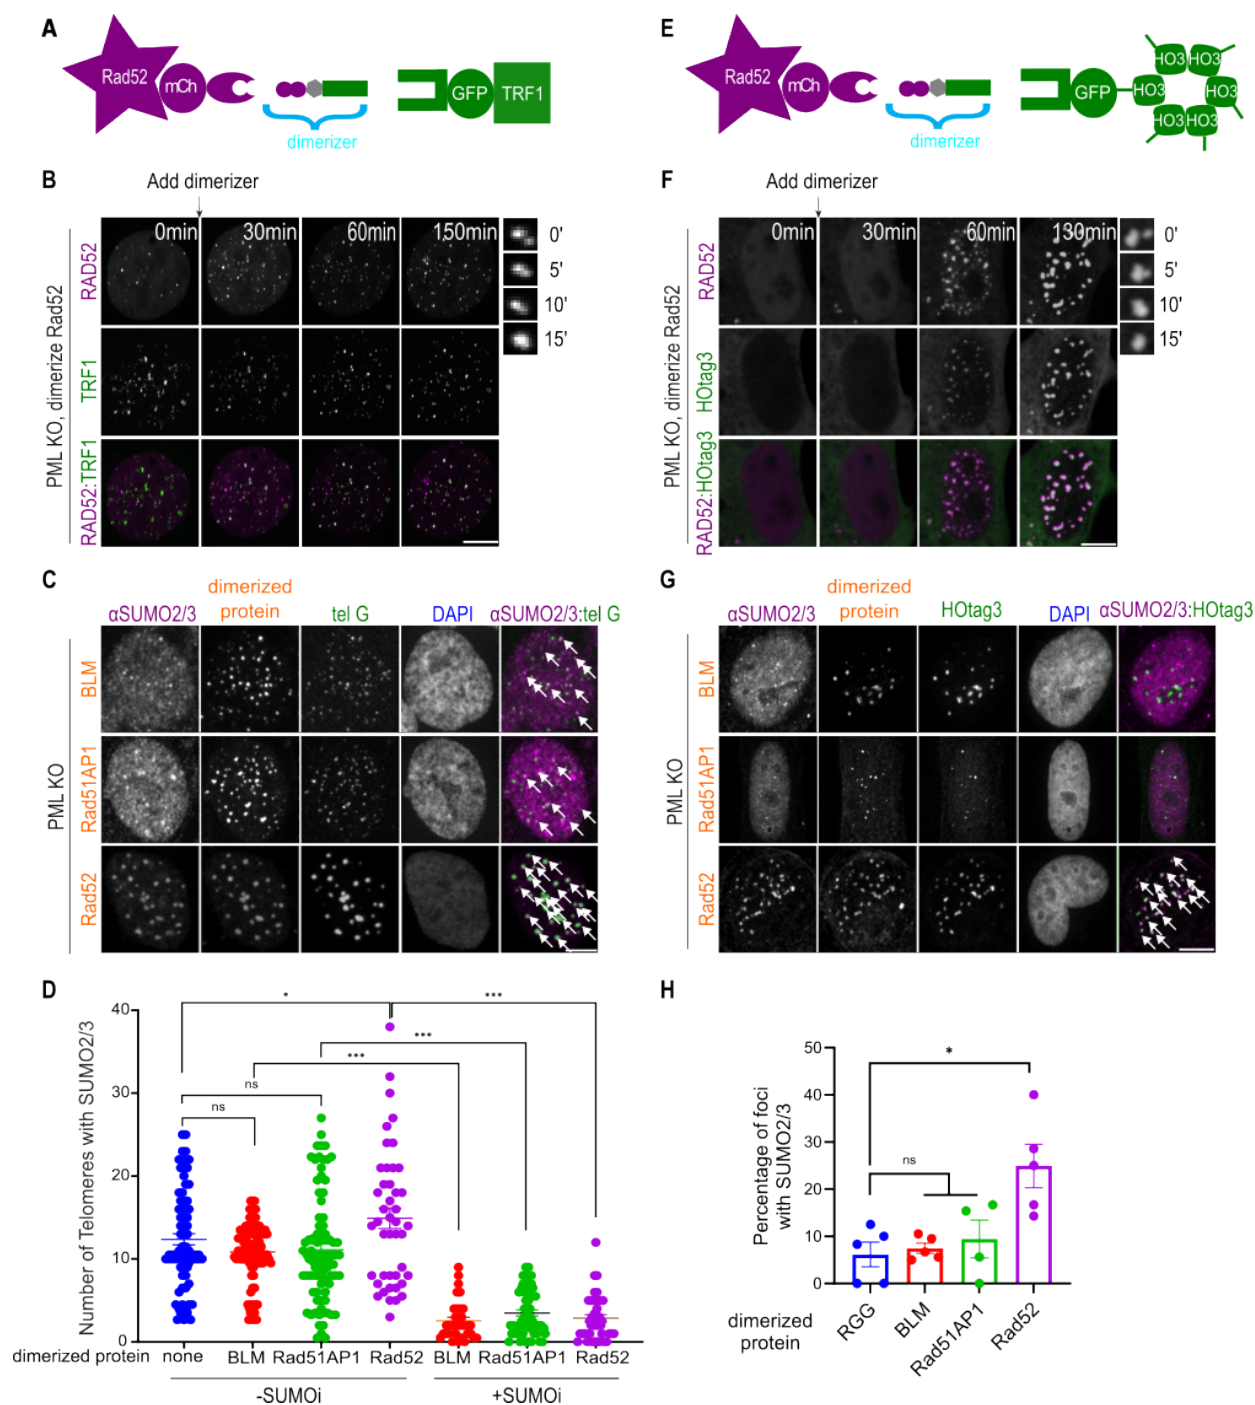 A
Rad52
mCh
GFP
TRF1
dimerizer
B
Add dimerizer
PML KO, dimerize Rad52
RAD52
TRF1
RAD52:TRF1
0min
30min
60min
150min
0'
5'
10'
15'
C
αSUMO2/3
dimerized
protein
tel G
DAPI
αSUMO2/3:tel G
PML KO
BLM
Rad51AP1
Rad52
D
Number of Telomeres with SUMO2/3
40
30
20
10
0
*
***
***
***
ns
ns
dimerized protein
none
BLM
Rad51AP1
Rad52
BLM
Rad51AP1
Rad52
-SUMOi
+SUMOi
E
Rad52
mCh
GFP
HO3
HO3
HO3
HO3
HO3
HO3
dimerizer
F
Add dimerizer
PML KO, dimerize Rad52
RAD52
HOtag3
RAD52:HOtag3
0min
30min
60min
130min
0'
5'
10'
15'
G
αSUMO2/3
dimerized
protein
HOtag3
DAPI
αSUMO2/3:HOtag3
PML KO
BLM
Rad51AP1
Rad52
H
Percentage of foci
with SUMO2/3
50
40
30
20
10
0
*
ns
dimerized
protein
RGG
BLM
Rad51AP1
Rad52